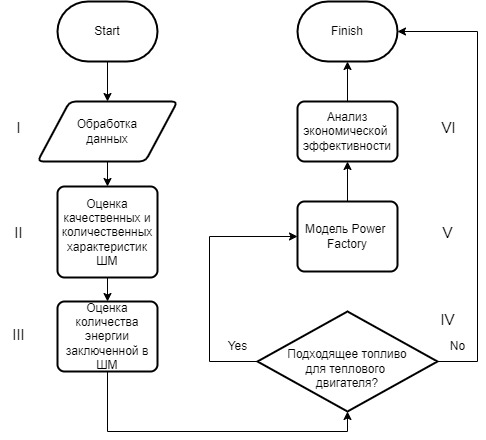 Start
I
Обработка
данных
II
Оценка
качественных и
количественных
характеристик
ШМ
III
Оценка
количества
энергии
заключенной в
ШМ
IV
Подходящее топливо
для теплового
двигателя?
Yes
No
V
Модель Power
Factory
VI
Анализ
экономической
эффективности
Finish